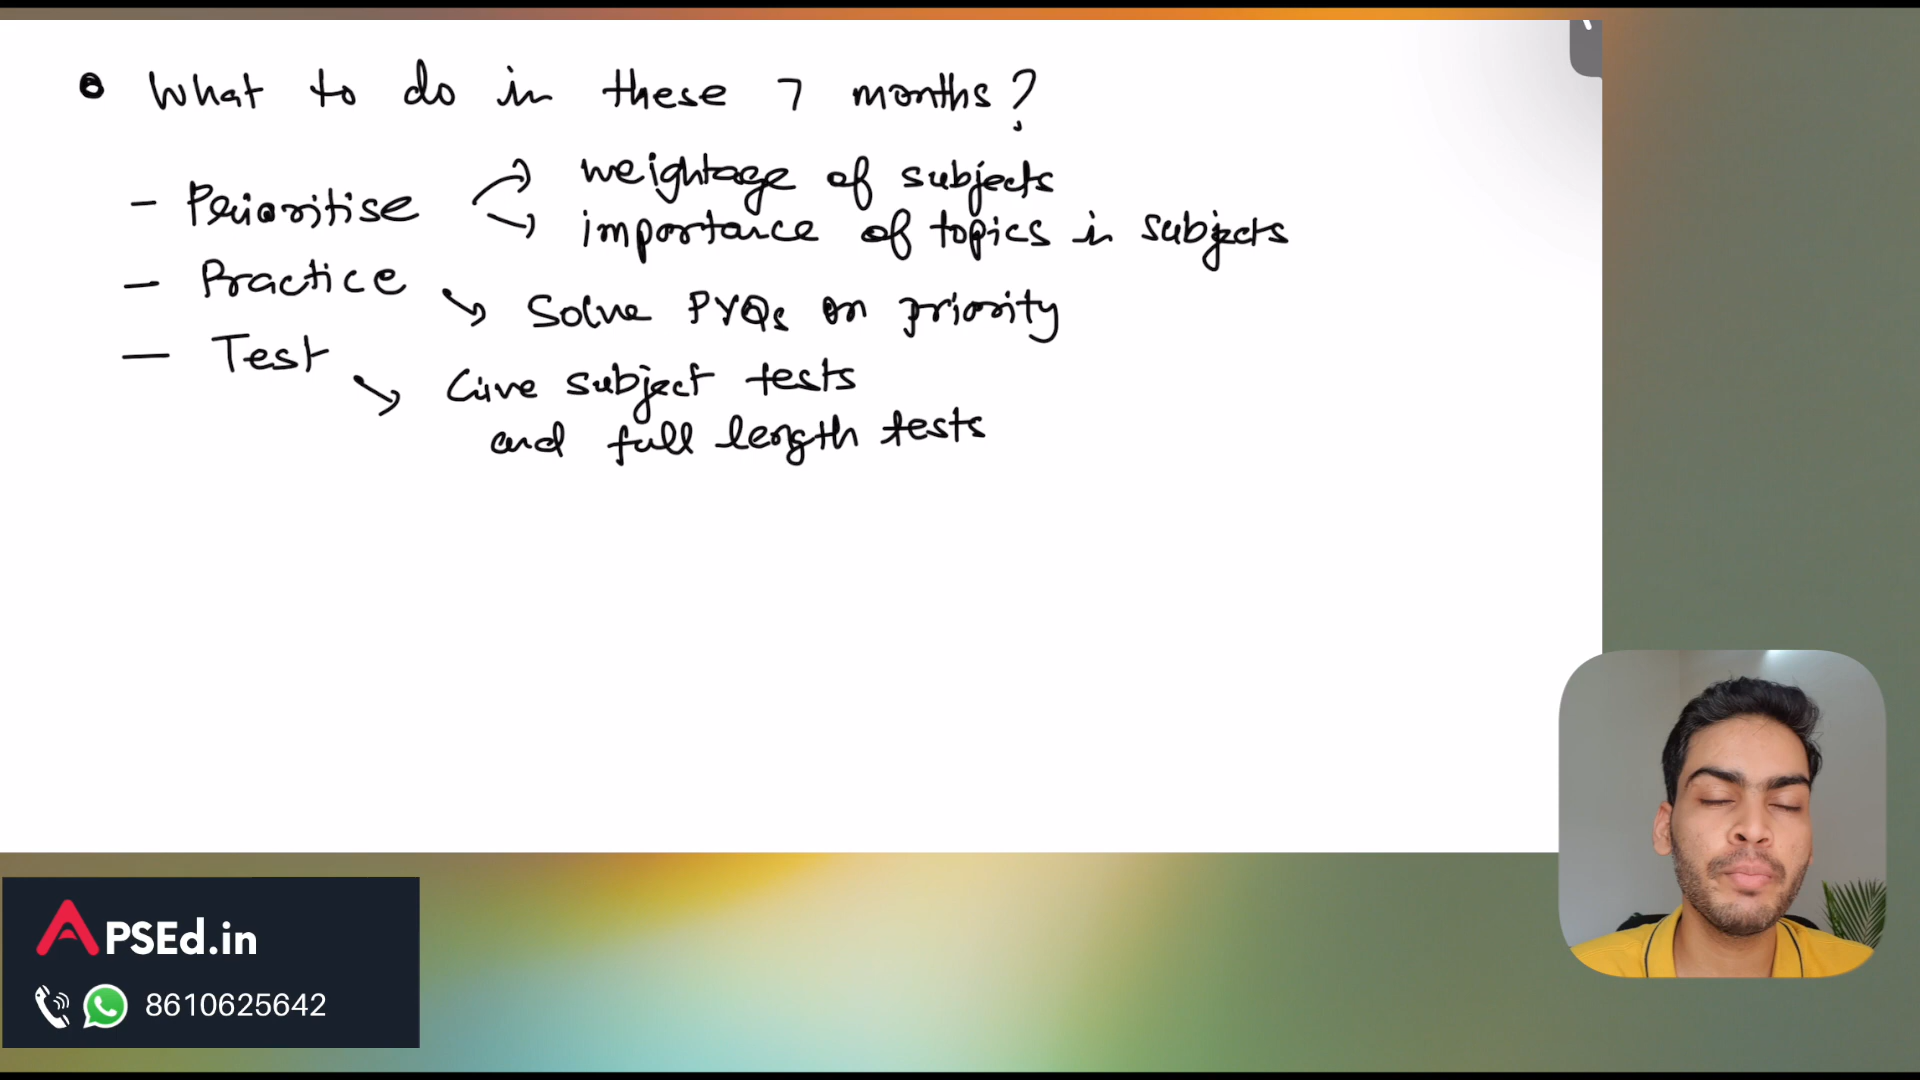 • What to do in these 7 months?
- Prioritise → weightage of subjects
→ importance of topics in subjects
- Practice → Solve PYQs on priority
- Test → Give subject tests
and full length tests
APSEd.in
8610625642